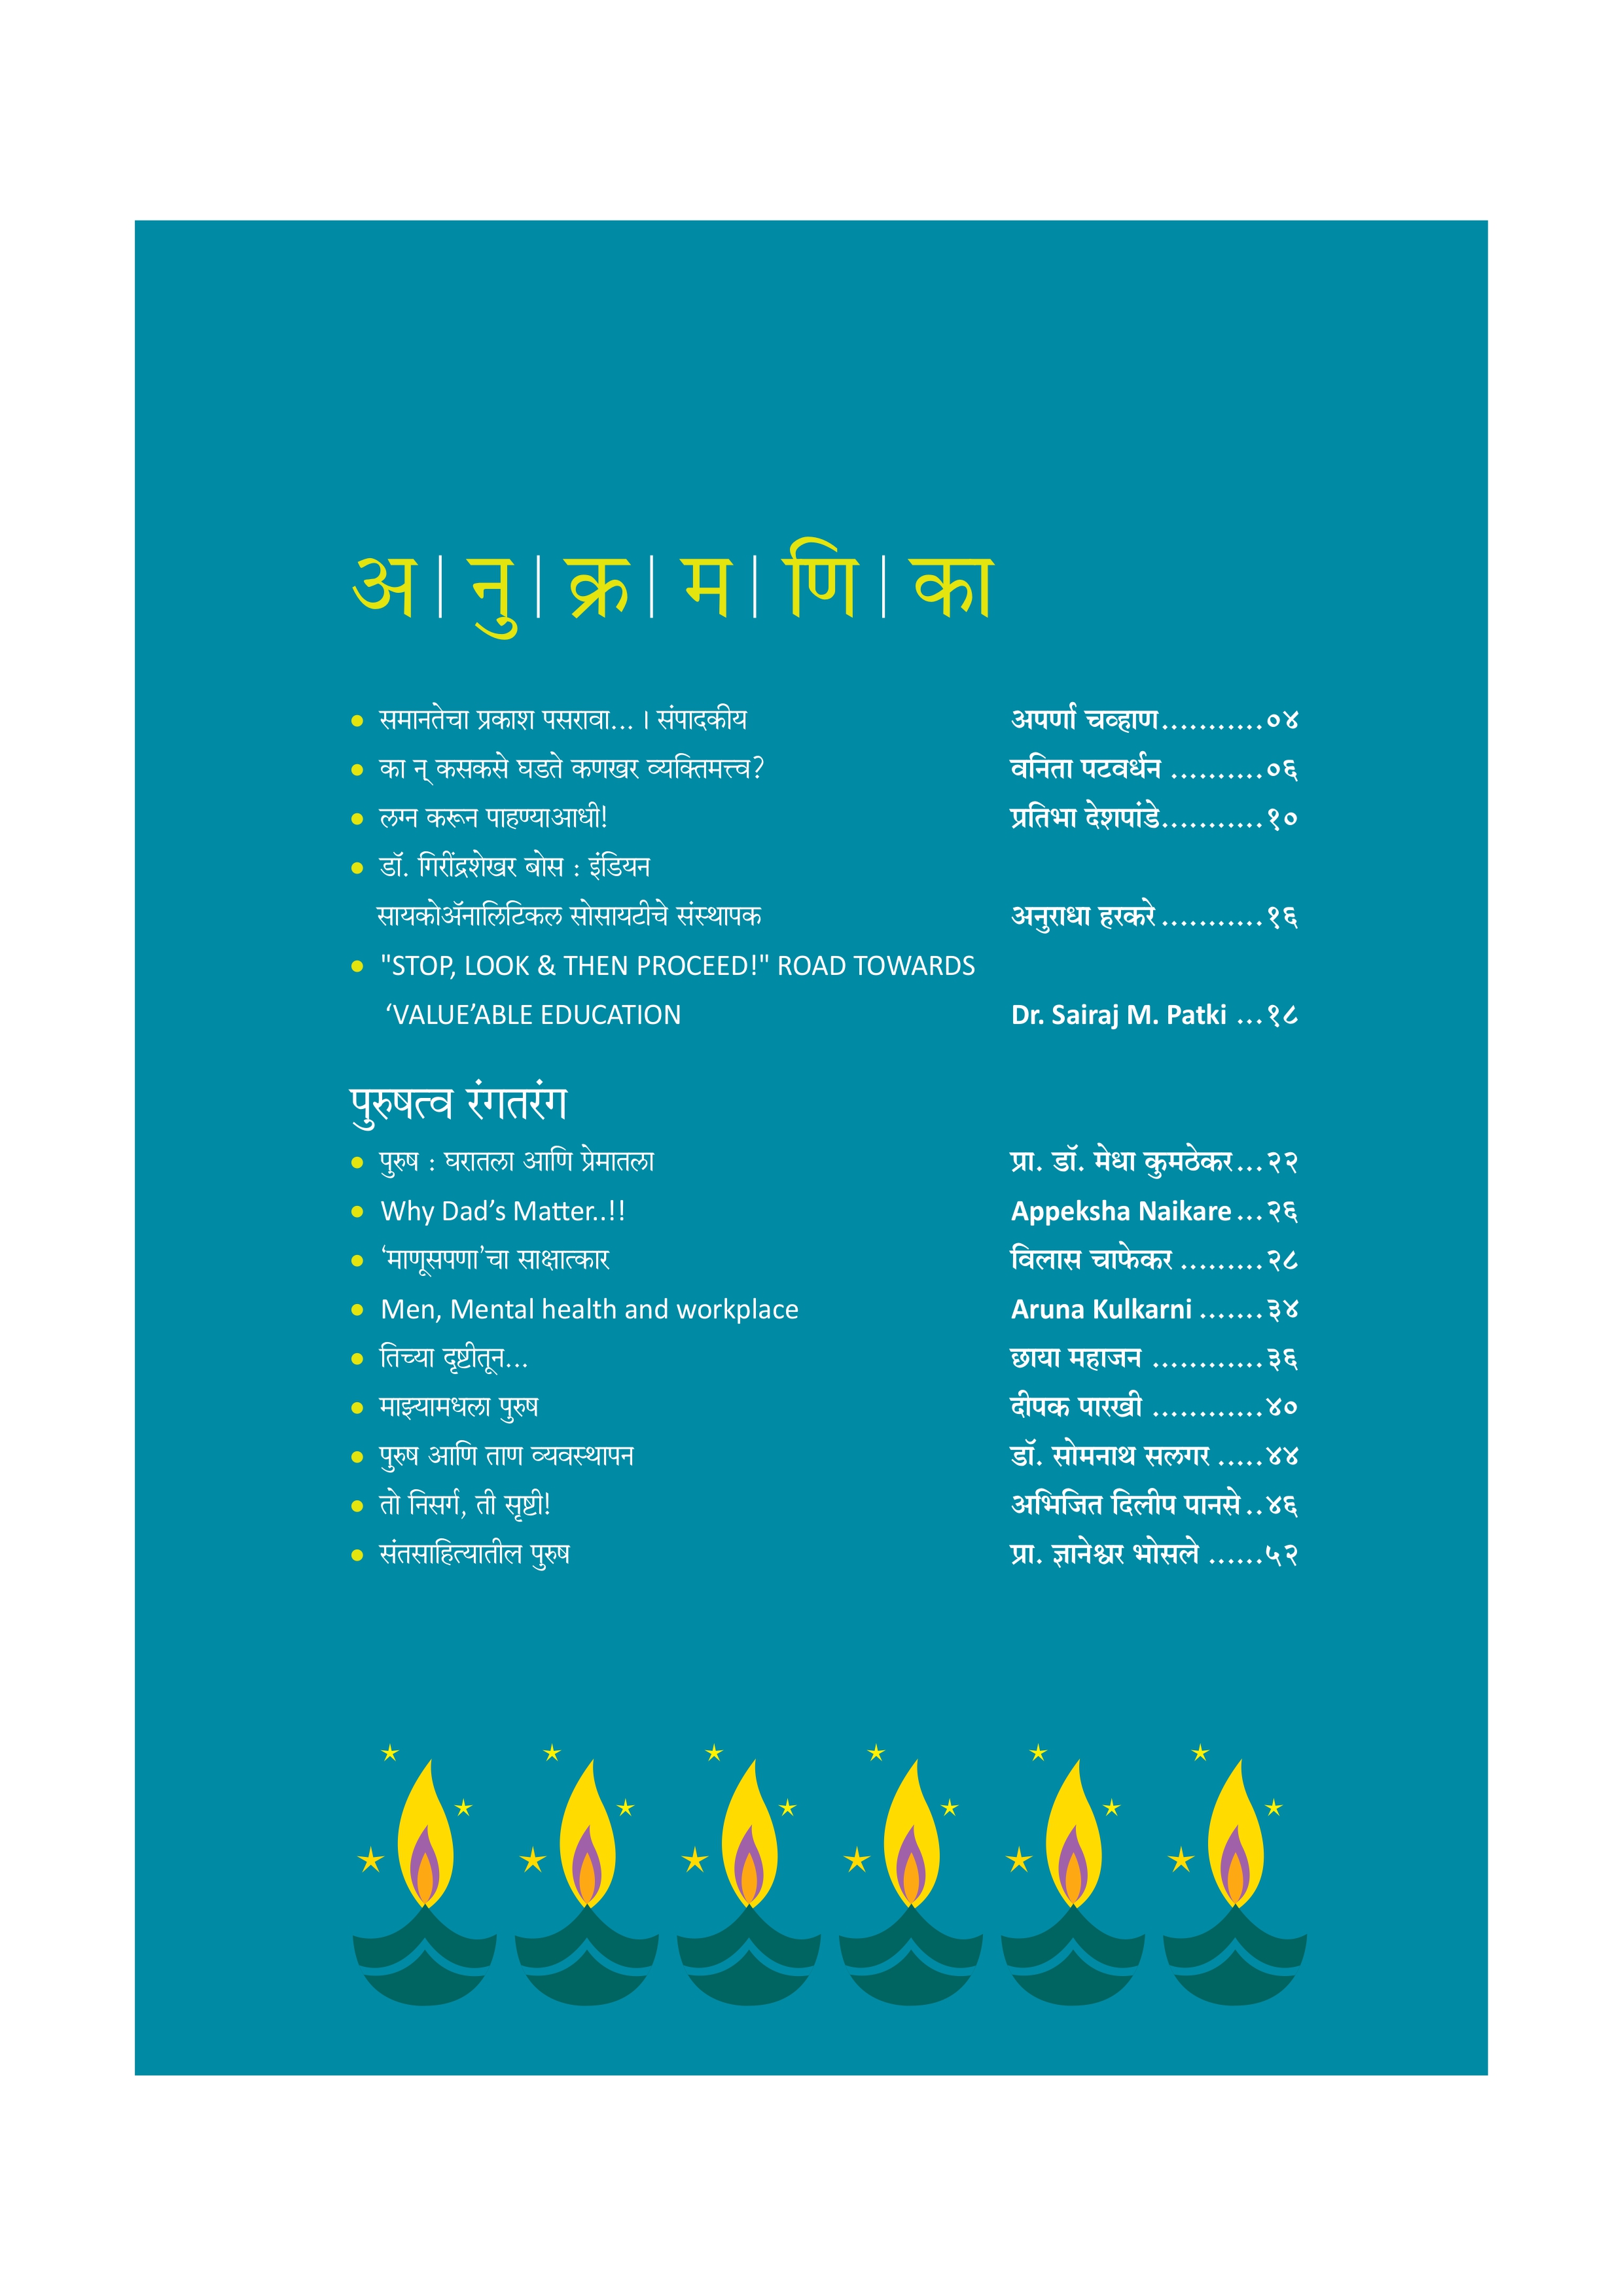 अ | नु | क्र | म | णि | का
• समानतेचा प्रकाश पसरावा... । संपादकीय अपर्णा चव्हाण...........०४
• का न् कसकसे घडते कणखर व्यक्तिमत्त्व? वनिता पटवर्धन ..........०६
• लग्न करून पाहण्याआधी! प्रतिभा देशपांडे...........१०
• डॉ. गिरींद्रशेखर बोस : इंडियन
सायकोॲनालिटिकल सोसायटीचे संस्थापक अनुराधा हरकरे ...........१६
• "STOP, LOOK & THEN PROCEED!" ROAD TOWARDS
‘VALUE’ABLE EDUCATION Dr. Sairaj M. Patki ...१८
पुरुषत्व रंगतरंग
• पुरुष : घरातला आणि प्रेमातला प्रा. डॉ. मेधा कुमठेकर...२२
• Why Dad’s Matter..!! Appeksha Naikare ...२६
• ‘माणूसपणा’चा साक्षात्कार विलास चाफेकर .........२८
• Men, Mental health and workplace Aruna Kulkarni .......३४
• तिच्या दृष्टीतून... छाया महाजन ............३६
• माझ्यामधला पुरुष दीपक पारखी ............४०
• पुरुष आणि ताण व्यवस्थापन डॉ. सोमनाथ सलगर .....४४
• तो निसर्ग, ती सृष्टी! अभिजित दिलीप पानसे ..४६
• संतसाहित्यातील पुरुष प्रा. ज्ञानेश्वर भोसले ......५२